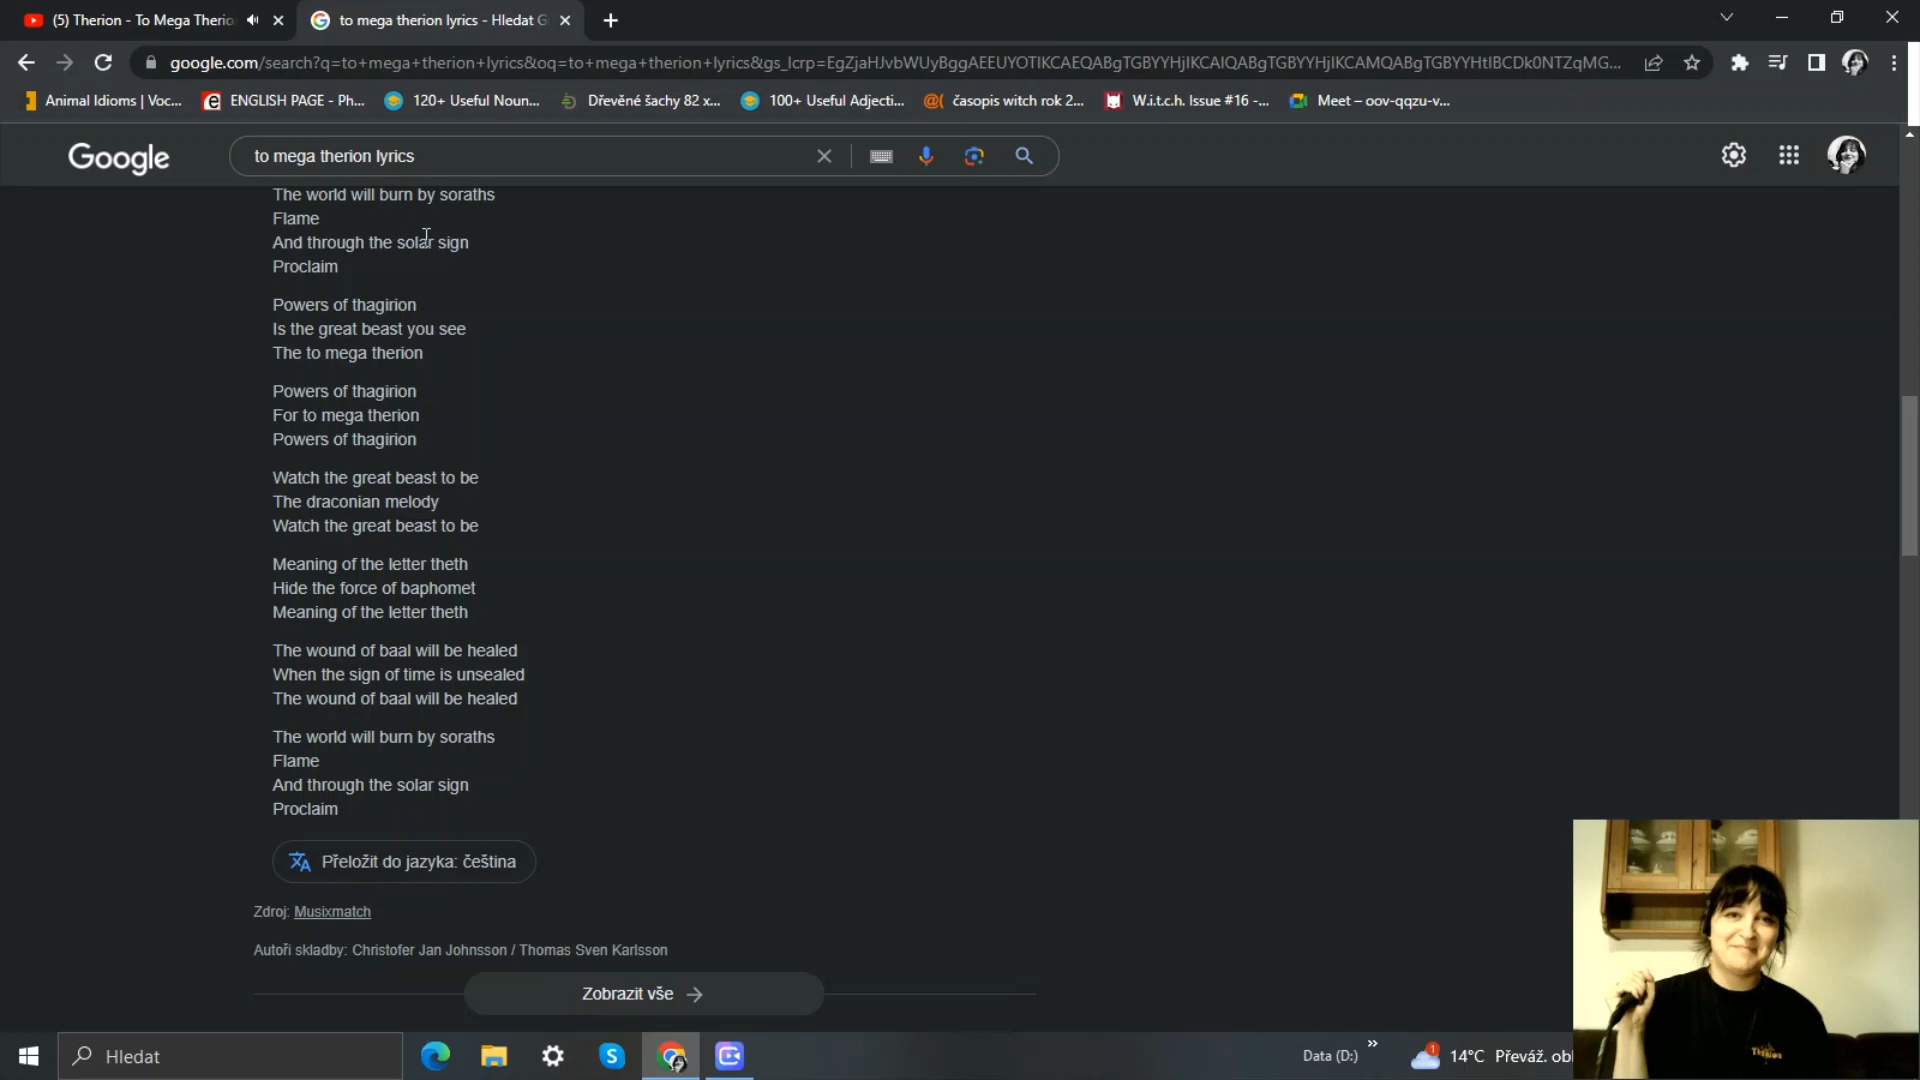 (5) Therion - To Mega Therio
to mega therion lyrics - Hledat G
google.com/search?q=to+mega+therion+lyrics&oq=to+mega+therion+lyrics&gs_lcrp=EgZjaHJvbWUyBggAEEUYOTIKCAEQABgTGBYYHjIKCAIQABgTGBYYHjIKCAMQABgTGBYYHtIBCDk0NTZqMG...
Animal Idioms | Voc...
ENGLISH PAGE - Ph...
120+ Useful Noun...
Dřevěné šachy 82 x...
100+ Useful Adjecti...
časopis witch rok 2...
W.i.t.c.h. Issue #16 -...
Meet – oov-qqzu-v...
Google
to mega therion lyrics
The world will burn by soraths
Flame
And through the solar sign
Proclaim
Powers of thagirion
Is the great beast you see
The to mega therion
Powers of thagirion
For to mega therion
Powers of thagirion
Watch the great beast to be
The draconian melody
Watch the great beast to be
Meaning of the letter theth
Hide the force of baphomet
Meaning of the letter theth
The wound of baal will be healed
When the sign of time is unsealed
The wound of baal will be healed
The world will burn by soraths
Flame
And through the solar sign
Proclaim
Přeložit do jazyka: čeština
Zdroj: Musixmatch
Autoři skladby: Christofer Jan Johnsson / Thomas Sven Karlsson
Zobrazit vše
Therion
Hledat
Data (D:)
1
14°C Převáž. obl